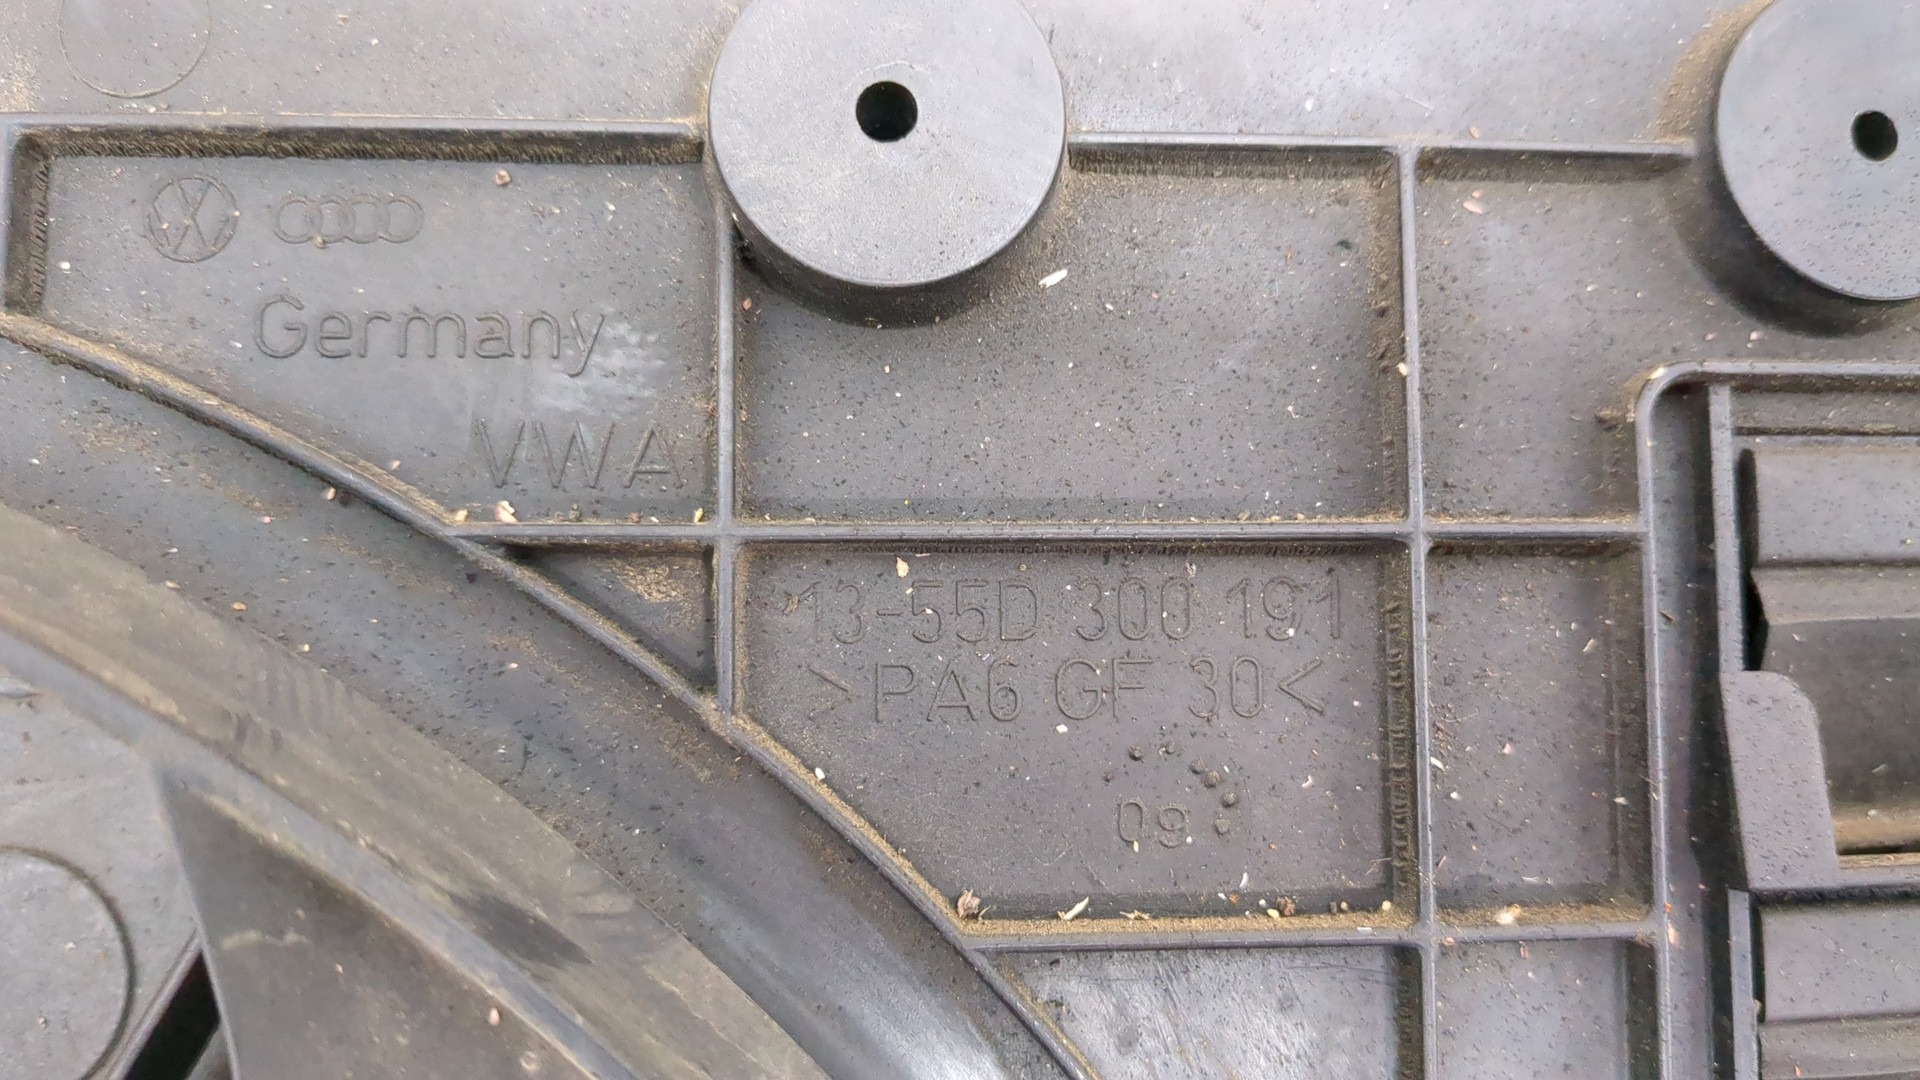 Germany
VWA
13-55D 300 191
>PA6 GF 30<
09